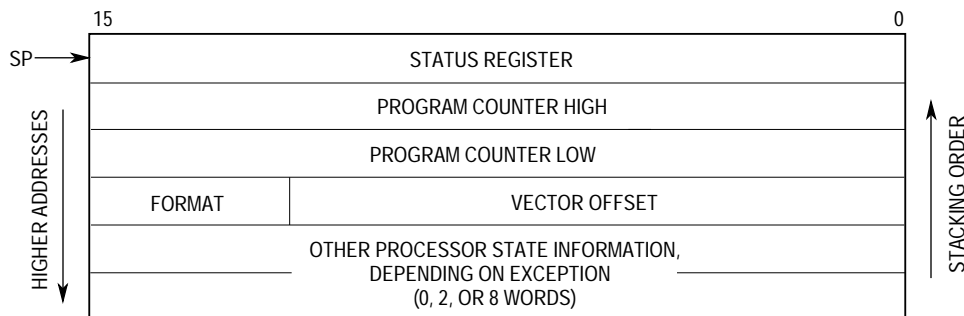 15 0
SP
STATUS REGISTER
PROGRAM COUNTER HIGH
PROGRAM COUNTER LOW
FORMAT VECTOR OFFSET
OTHER PROCESSOR STATE INFORMATION,
DEPENDING ON EXCEPTION
(0, 2, OR 8 WORDS)
HIGHER ADDRESSES
STACKING ORDER